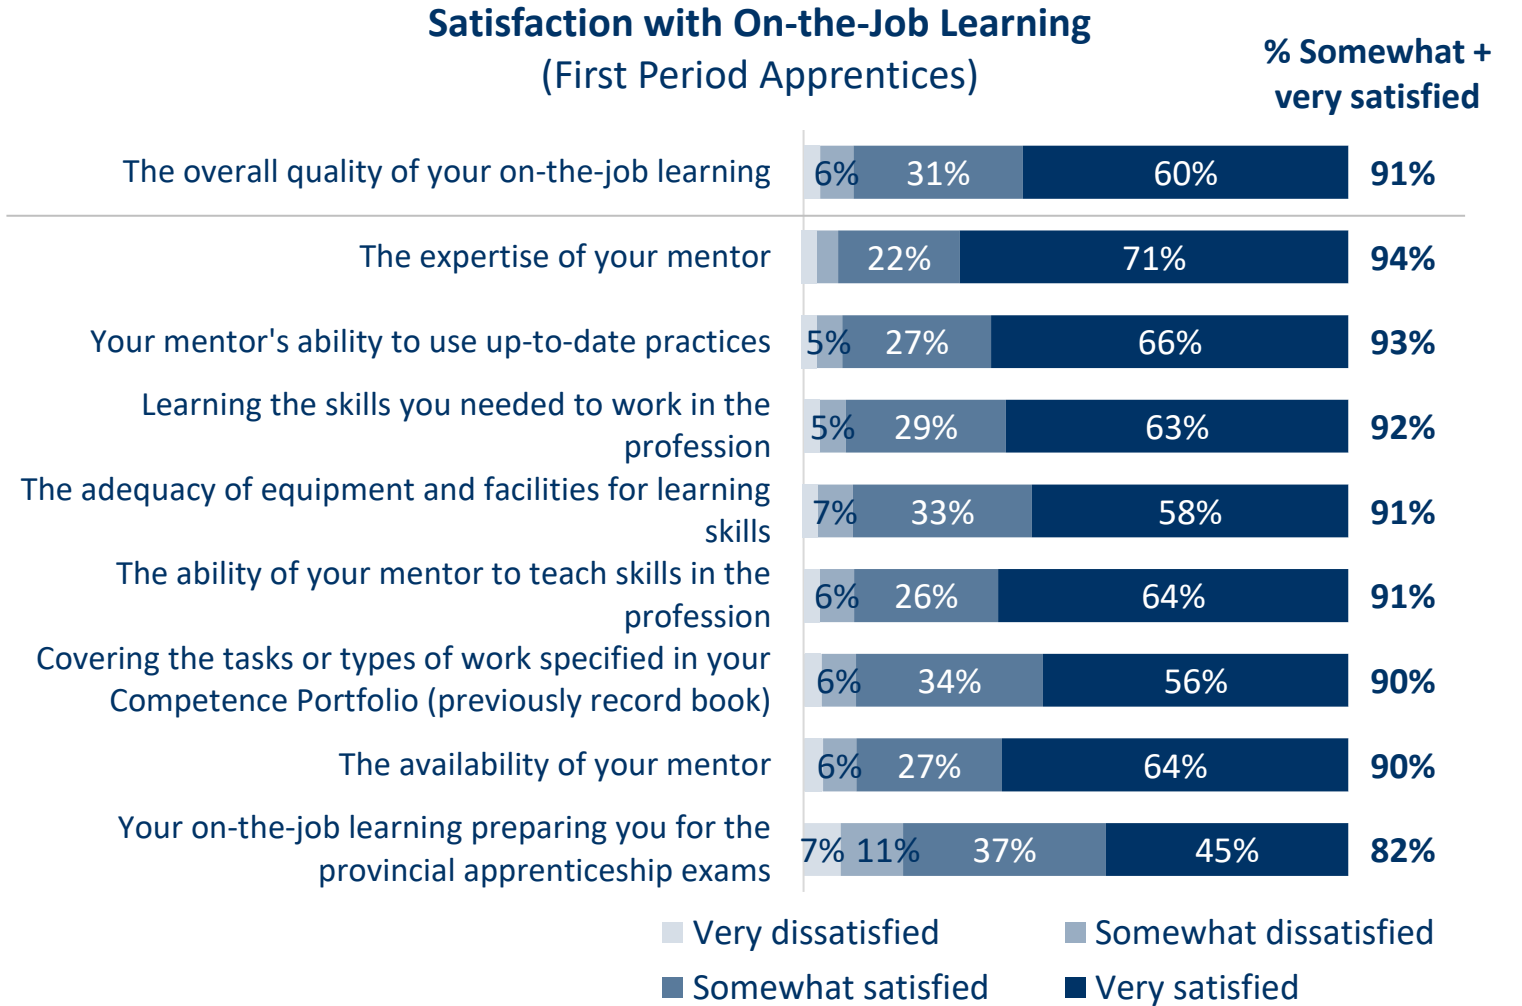 Satisfaction with On-the-Job Learning
(First Period Apprentices)
% Somewhat +
very satisfied
The overall quality of your on-the-job learning 6% 31% 60% 91%
The expertise of your mentor 22% 71% 94%
Your mentor's ability to use up-to-date practices 5% 27% 66% 93%
Learning the skills you needed to work in the
profession
5% 29% 63% 92%
The adequacy of equipment and facilities for learning
skills
7% 33% 58% 91%
The ability of your mentor to teach skills in the
profession
6% 26% 64% 91%
Covering the tasks or types of work specified in your
Competence Portfolio (previously record book)
6% 34% 56% 90%
The availability of your mentor 6% 27% 64% 90%
Your on-the-job learning preparing you for the
provincial apprenticeship exams
7% 11% 37% 45% 82%
Very dissatisfied Somewhat dissatisfied
Somewhat satisfied Very satisfied